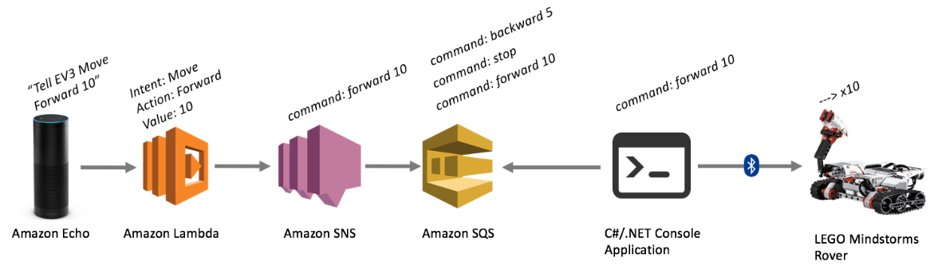 “Tell EV3 Move
Forward 10”
Intent: Move
Action: Forward
Value: 10
command: forward 10
command: backward 5
command: stop
command: forward 10
command: forward 10
---> x10
>_
Amazon Echo
Amazon Lambda
Amazon SNS
Amazon SQS
C#/.NET Console
Application
LEGO Mindstorms
Rover